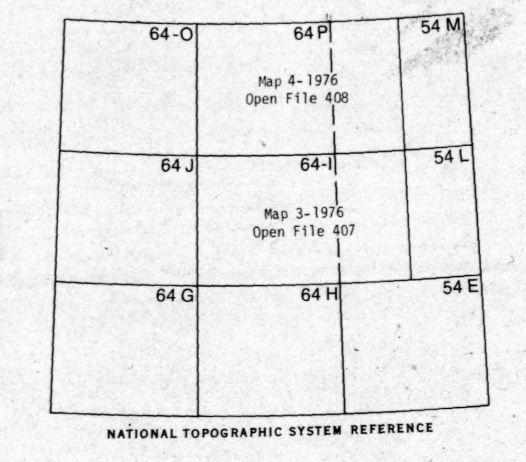 64-O 64 P 54 M
Map 4-1976
Open File 408
64 J 64-I 54 L
Map 3-1976
Open File 407
64 G 64 H 54 E
NATIONAL TOPOGRAPHIC SYSTEM REFERENCE